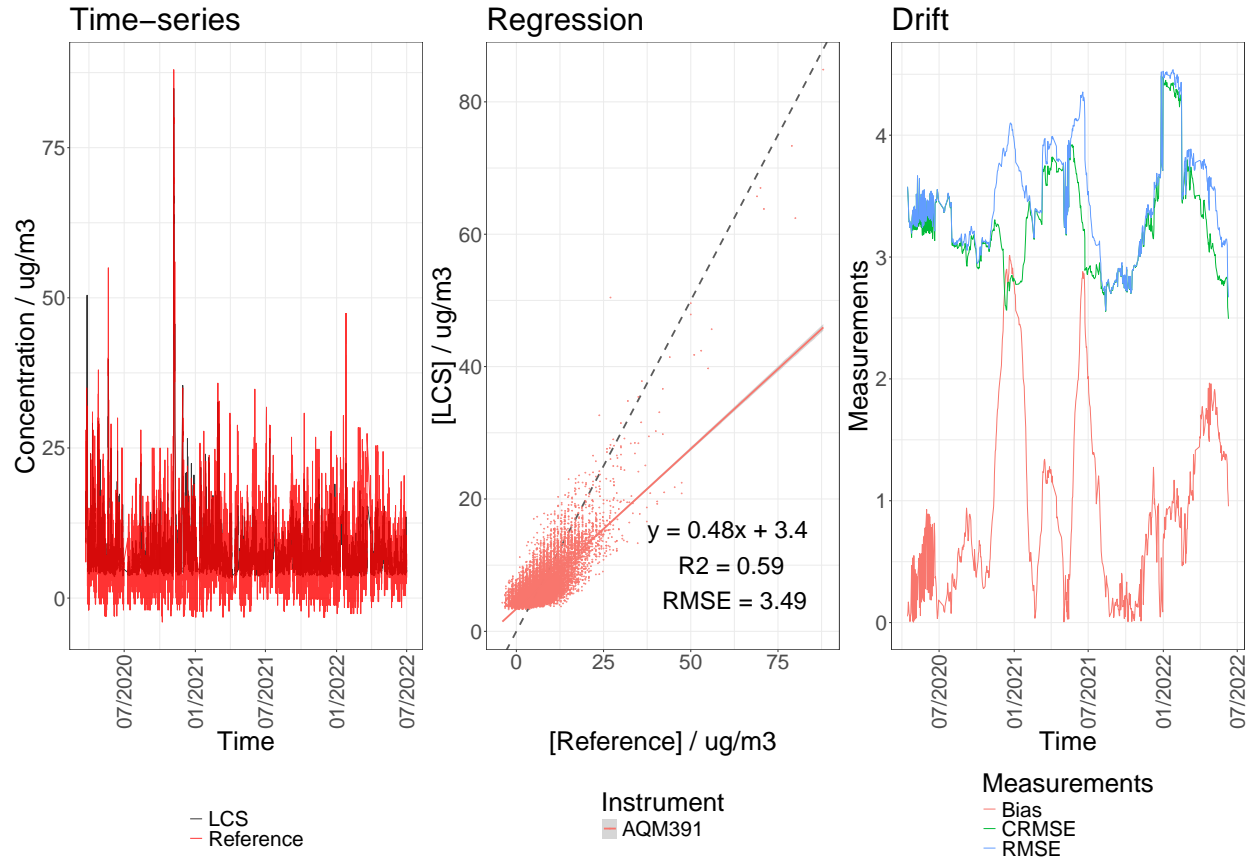 Time−series
Concentration / ug/m3
75
50
25
0
07/2020
01/2021
07/2021
01/2022
07/2022
Time
LCS
Reference
Regression
[LCS] / ug/m3
80
60
40
20
0
y = 0.48x + 3.4
R2 = 0.59
RMSE = 3.49
0
25
50
75
[Reference] / ug/m3
Instrument
AQM391
Drift
Measurements
4
3
2
1
0
07/2020
01/2021
07/2021
01/2022
07/2022
Time
Measurements
Bias
CRMSE
RMSE